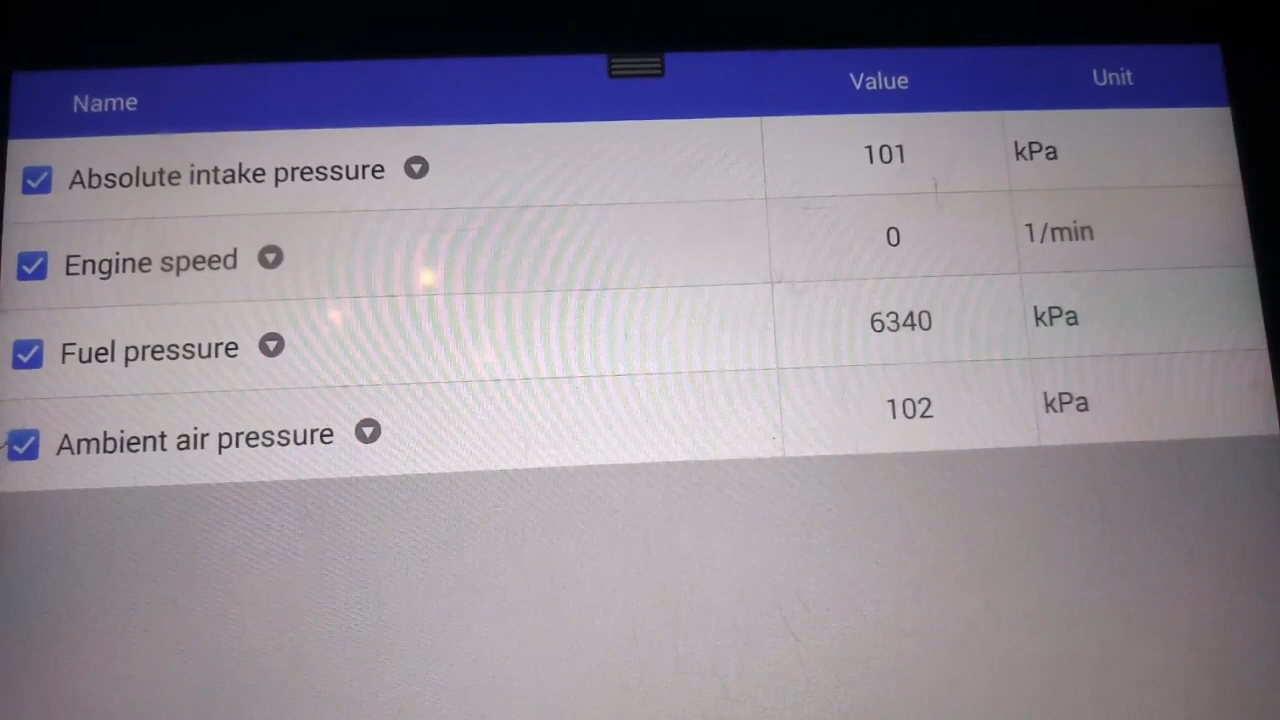 Name Value Unit
Absolute intake pressure 101 kPa
Engine speed 0 1/min
Fuel pressure 6340 kPa
Ambient air pressure 102 kPa